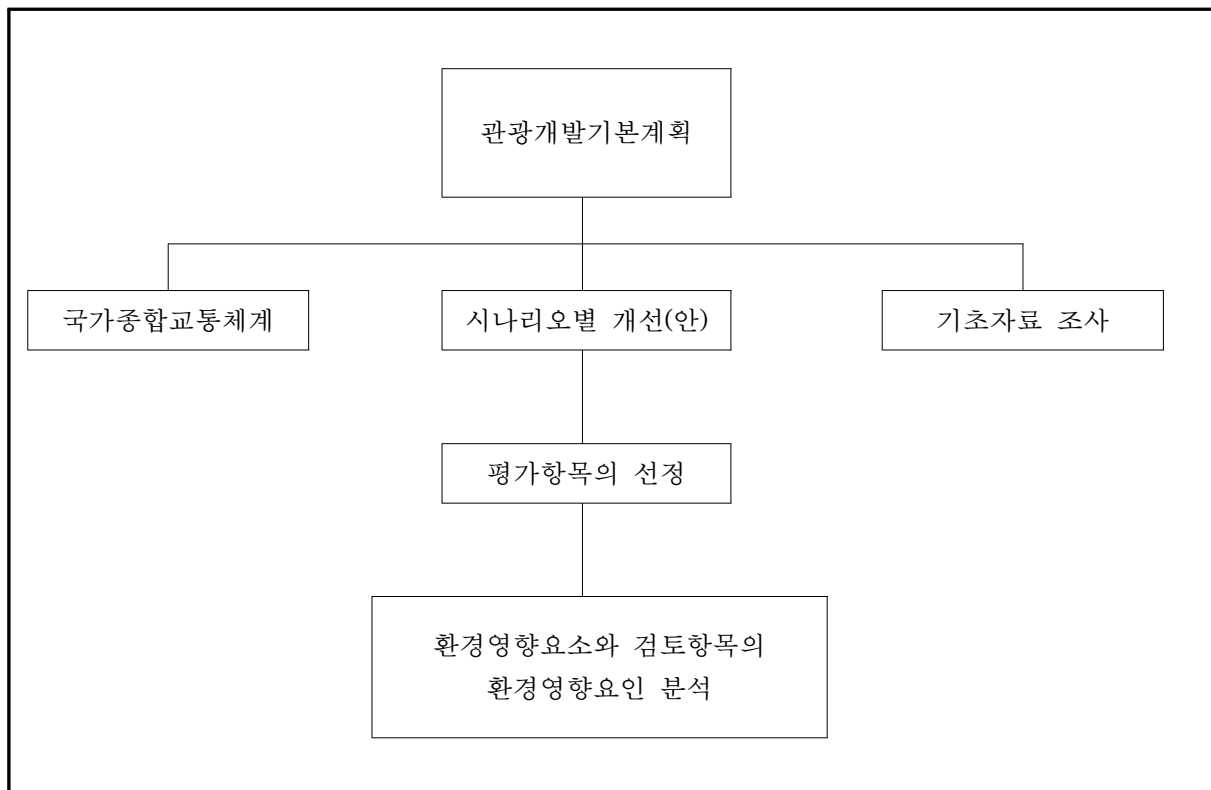 관광개발기본계획
국가종합교통체계
시나리오별 개선(안)
기초자료 조사
평가항목의 선정
환경영향요소와 검토항목의
환경영향요인 분석